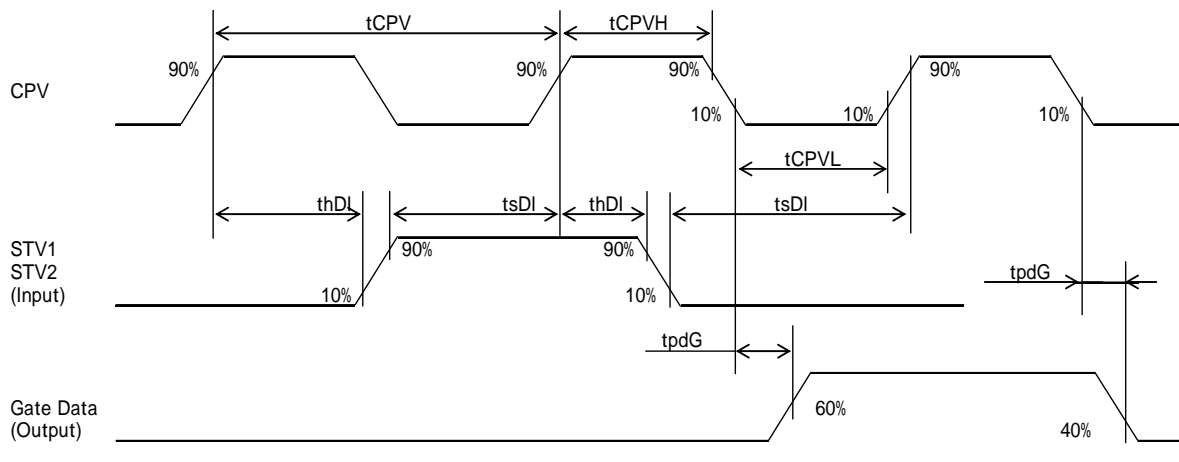 tCPV tCPVH
90% 90% 90% 90%
CPV
10% 10% 10%
tCPVL
thDI tsDI thDI tsDI
STV1
STV2
(Input)
90% 90%
10% 10%
tpdG
tpdG
Gate Data
(Output)
60% 40%